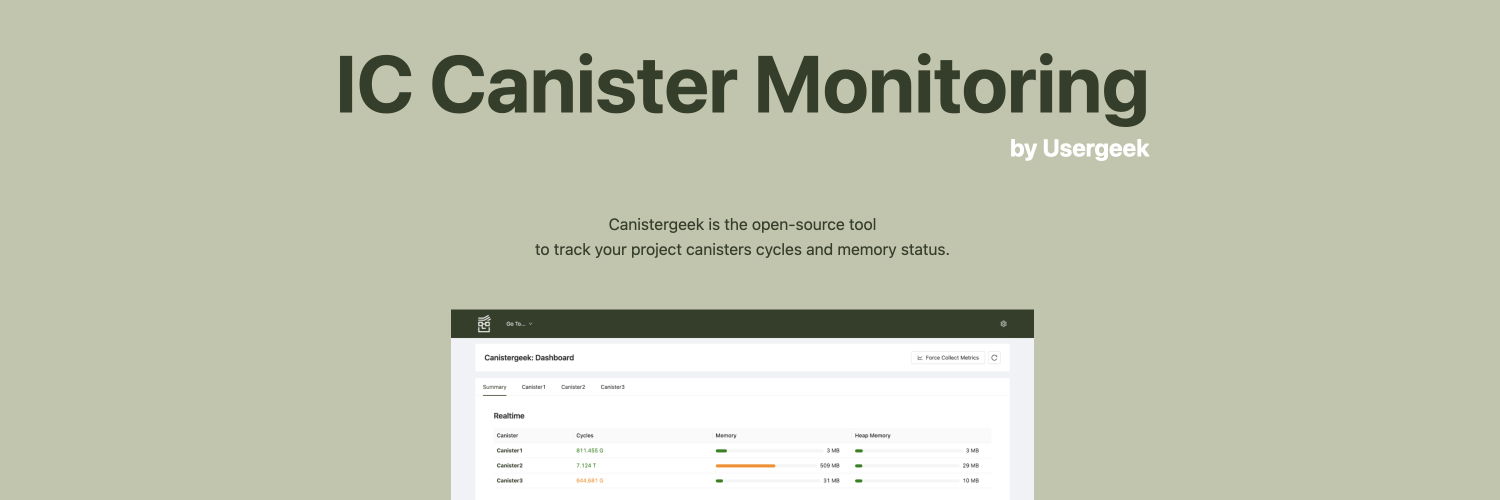 IC Canister Monitoring
by Usergeek
Canistergeek is the open-source tool
to track your project canisters cycles and memory status.
Go To...
Canistergeek: Dashboard
Force Collect Metrics
Summary Canister1 Canister2 Canister3
Realtime
Canister Cycles Memory Heap Memory
Canister1 811.455 G 3 MB 3 MB
Canister2 7.124 T 509 MB 29 MB
Canister3 644.681 G 31 MB 10 MB